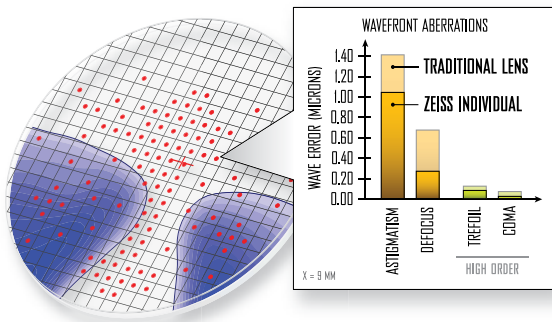 WAVEFRONT ABERRATIONS
WAVE ERROR (MICRONS)
1.40
1.20
1.00
0.80
0.60
0.40
0.20
0.00
TRADITIONAL LENS
ZEISS INDIVIDUAL
ASTIGMATISM
DEFOCUS
TREFOIL
COMA
HIGH ORDER
X = 9 MM